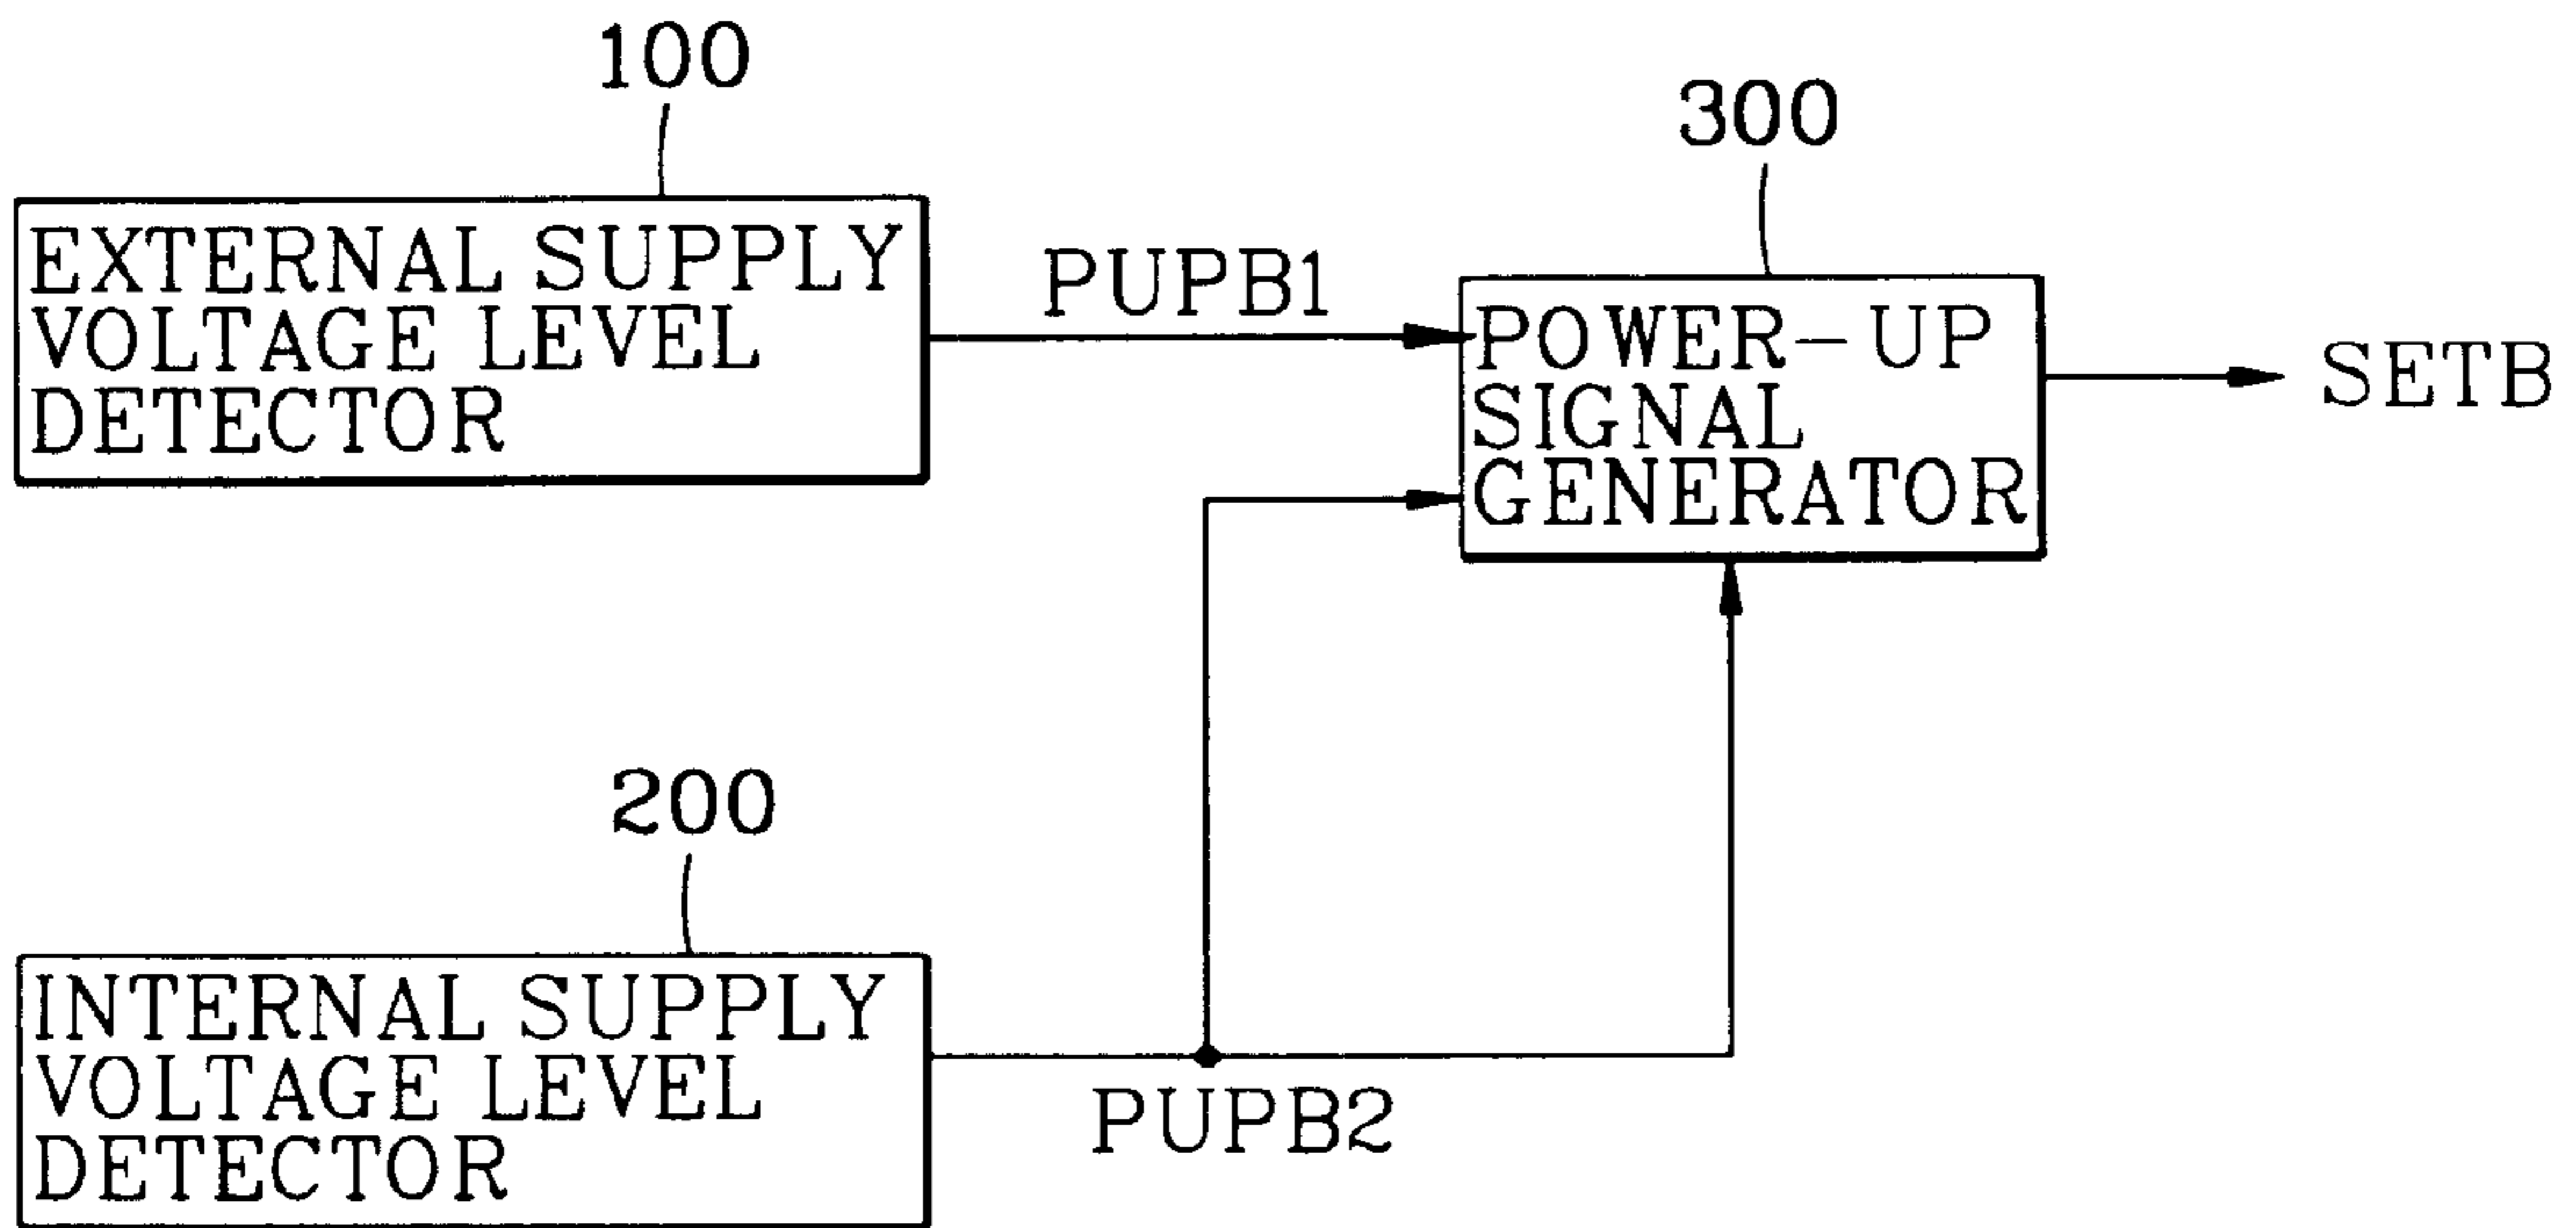 100
EXTERNAL SUPPLY
VOLTAGE LEVEL
DETECTOR
PUPB1
300
POWER-UP
SIGNAL
GENERATOR
SETB
200
INTERNAL SUPPLY
VOLTAGE LEVEL
DETECTOR
PUPB2